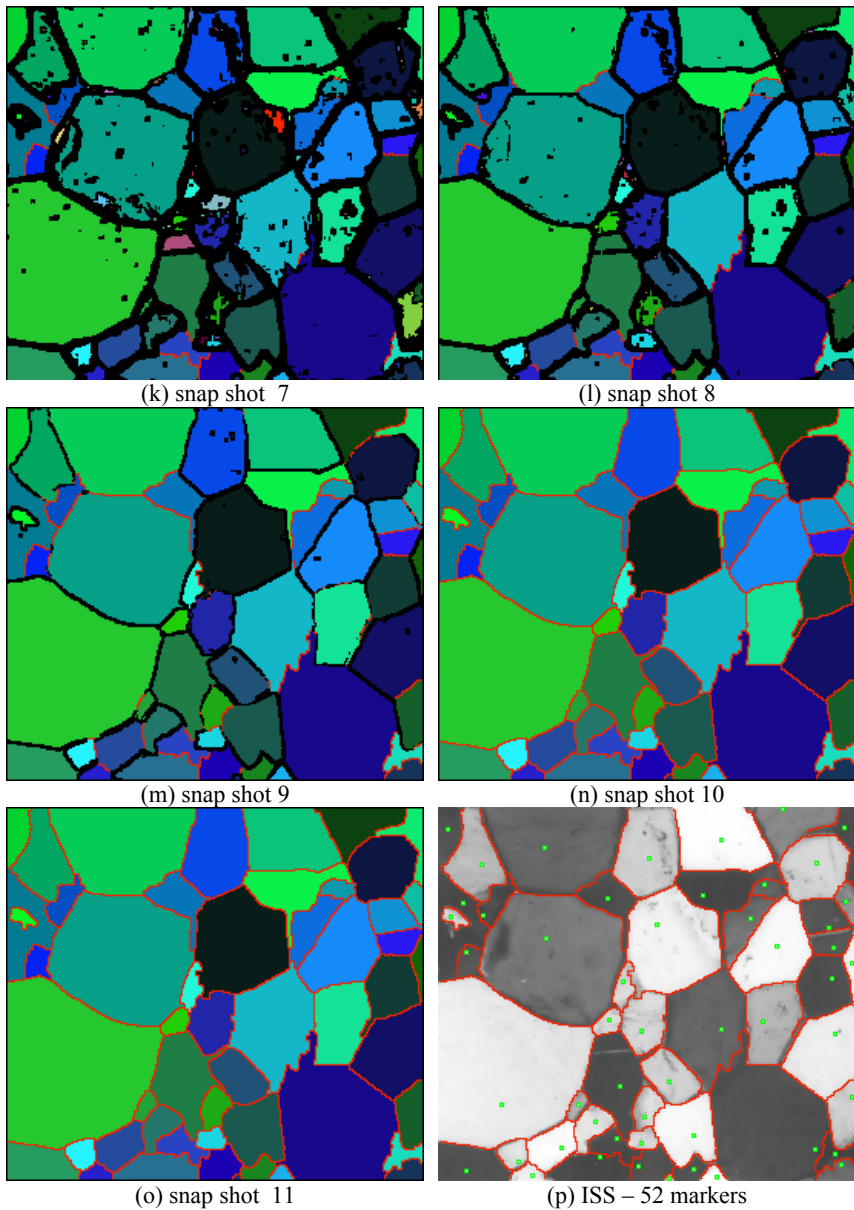 (k) snap shot 7
(l) snap shot 8
(m) snap shot 9
(n) snap shot 10
(o) snap shot 11
(p) ISS – 52 markers